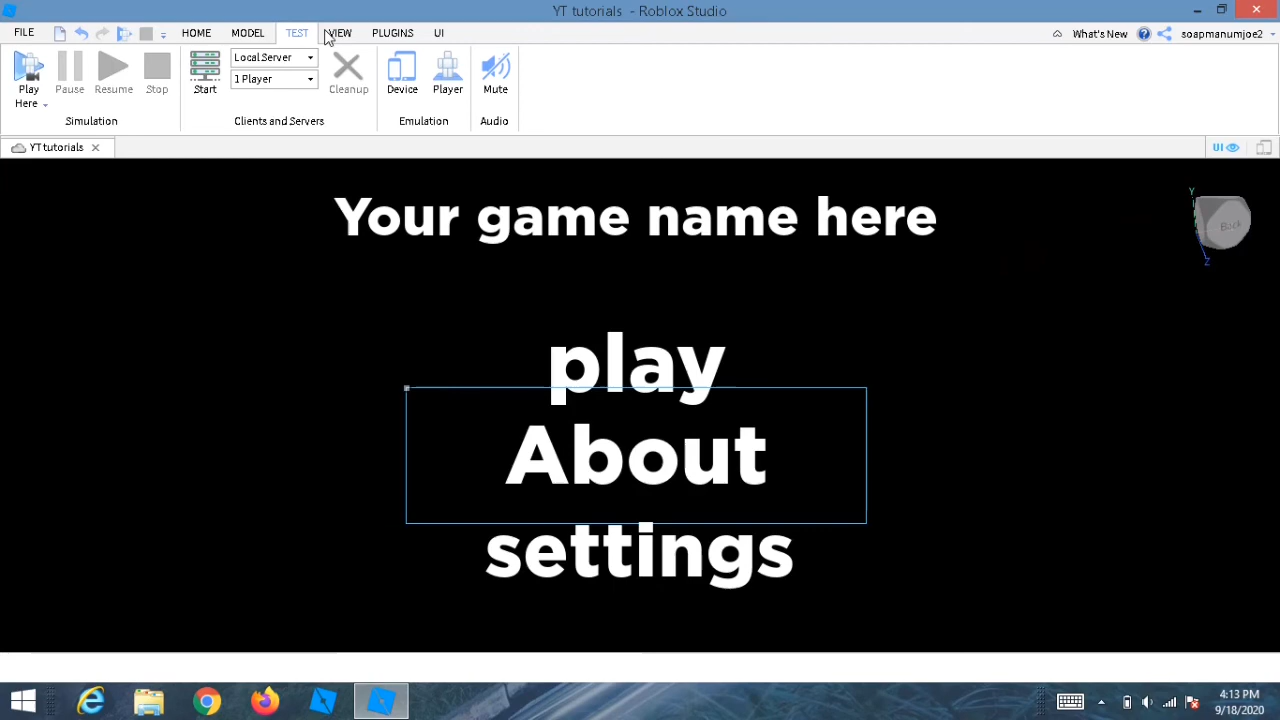 YT tutorials - Roblox Studio
FILE HOME MODEL TEST VIEW PLUGINS UI What's New soapmanumjoe2
Local Server
1 Player
Play Here Pause Resume Stop Start Cleanup Device Player Mute
Simulation Clients and Servers Emulation Audio
YT tutorials UI
Your game name here
Y
Back
Z
play
About
settings
4:13 PM
9/18/2020